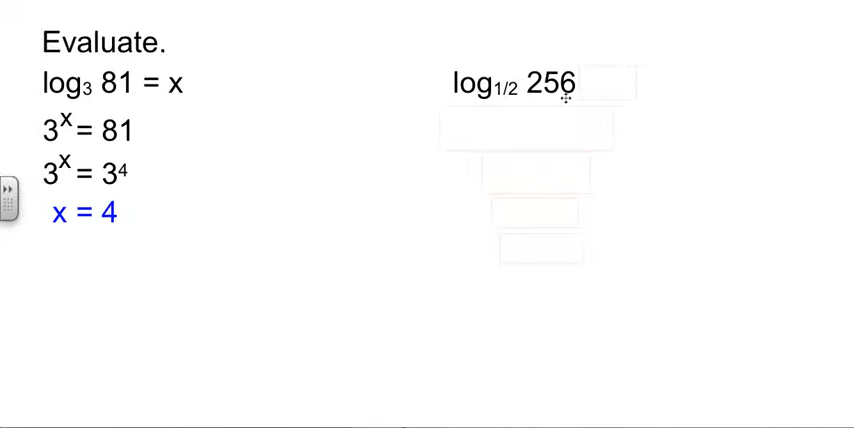 Evaluate.
log₃ 81 = x
3ˣ = 81
3ˣ = 3⁴
x = 4
log₁/₂ 256